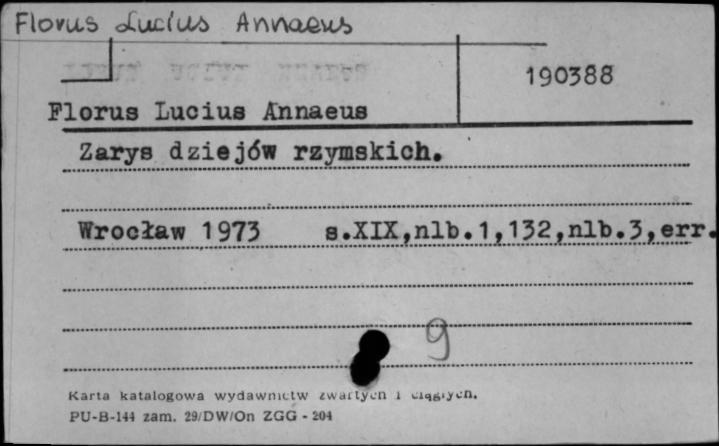 Florus Lucius Annaeus
190388
Florus Lucius Annaeus
Zarys dziejów rzymskich.
Wrocław 1973 s.XIX,nlb.1,132,nlb.3,err.
9
Karta katalogowa wydawnictw zwartych i ciągłych.
PU-B-144 zam. 29/DW/On ZGG - 204